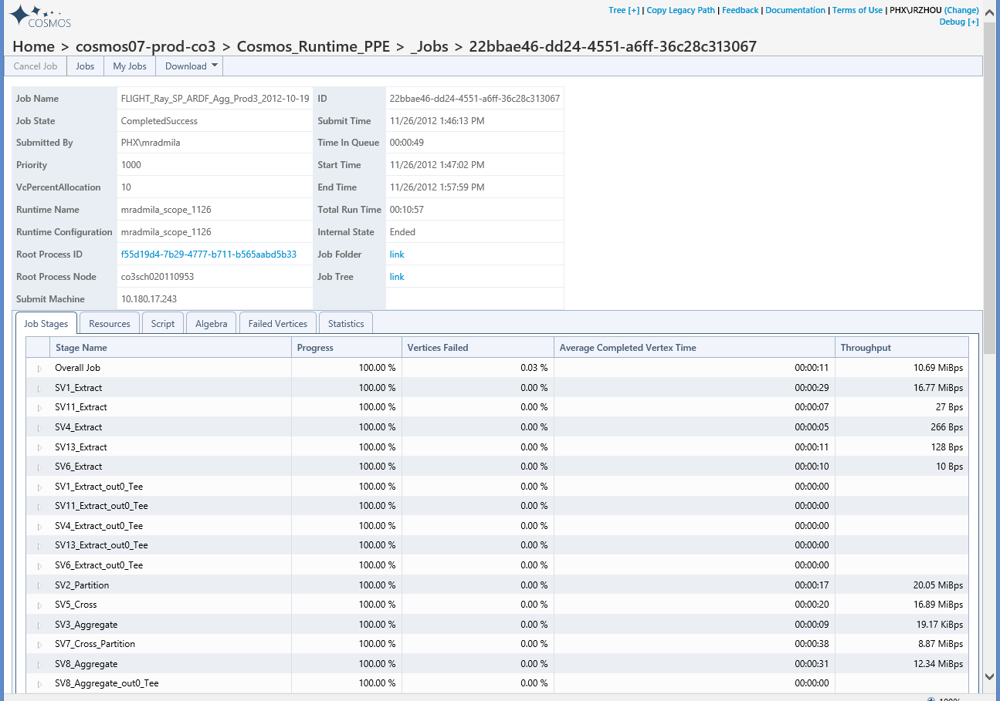 COSMOS
Tree [+] | Copy Legacy Path | Feedback | Documentation | Terms of Use | PHX\JRZHOU (Change)
Debug [+]
Home > cosmos07-prod-co3 > Cosmos_Runtime_PPE > _Jobs > 22bbae46-dd24-4551-a6ff-36c28c313067
Cancel Job Jobs My Jobs Download
Job Name FLIGHT_Ray_SP_ARDF_Agg_Prod3_2012-10-19 ID 22bbae46-dd24-4551-a6ff-36c28c313067
Job State CompletedSuccess Submit Time 11/26/2012 1:46:13 PM
Submitted By PHX\mradmila Time In Queue 00:00:49
Priority 1000 Start Time 11/26/2012 1:47:02 PM
VcPercentAllocation 10 End Time 11/26/2012 1:57:59 PM
Runtime Name mradmila_scope_1126 Total Run Time 00:10:57
Runtime Configuration mradmila_scope_1126 Internal State Ended
Root Process ID f55d19d4-7b29-4777-b711-b565aabd5b33 Job Folder link
Root Process Node co3sch020110953 Job Tree link
Submit Machine 10.180.17.243
Job Stages Resources Script Algebra Failed Vertices Statistics
Stage Name Progress Vertices Failed Average Completed Vertex Time Throughput
Overall Job 100.00 % 0.03 % 00:00:11 10.69 MiBps
SV1_Extract 100.00 % 0.00 % 00:00:29 16.77 MiBps
SV11_Extract 100.00 % 0.00 % 00:00:07 27 Bps
SV4_Extract 100.00 % 0.00 % 00:00:05 266 Bps
SV13_Extract 100.00 % 0.00 % 00:00:11 128 Bps
SV6_Extract 100.00 % 0.00 % 00:00:10 10 Bps
SV1_Extract_out0_Tee 100.00 % 0.00 % 00:00:00
SV11_Extract_out0_Tee 100.00 % 0.00 % 00:00:00
SV4_Extract_out0_Tee 100.00 % 0.00 % 00:00:00
SV13_Extract_out0_Tee 100.00 % 0.00 % 00:00:00
SV6_Extract_out0_Tee 100.00 % 0.00 % 00:00:00
SV2_Partition 100.00 % 0.00 % 00:00:17 20.05 MiBps
SV5_Cross 100.00 % 0.00 % 00:00:20 16.89 MiBps
SV3_Aggregate 100.00 % 0.00 % 00:00:09 19.17 KiBps
SV7_Cross_Partition 100.00 % 0.00 % 00:00:38 8.87 MiBps
SV8_Aggregate 100.00 % 0.00 % 00:00:31 12.34 MiBps
SV8_Aggregate_out0_Tee 100.00 % 0.00 % 00:00:00